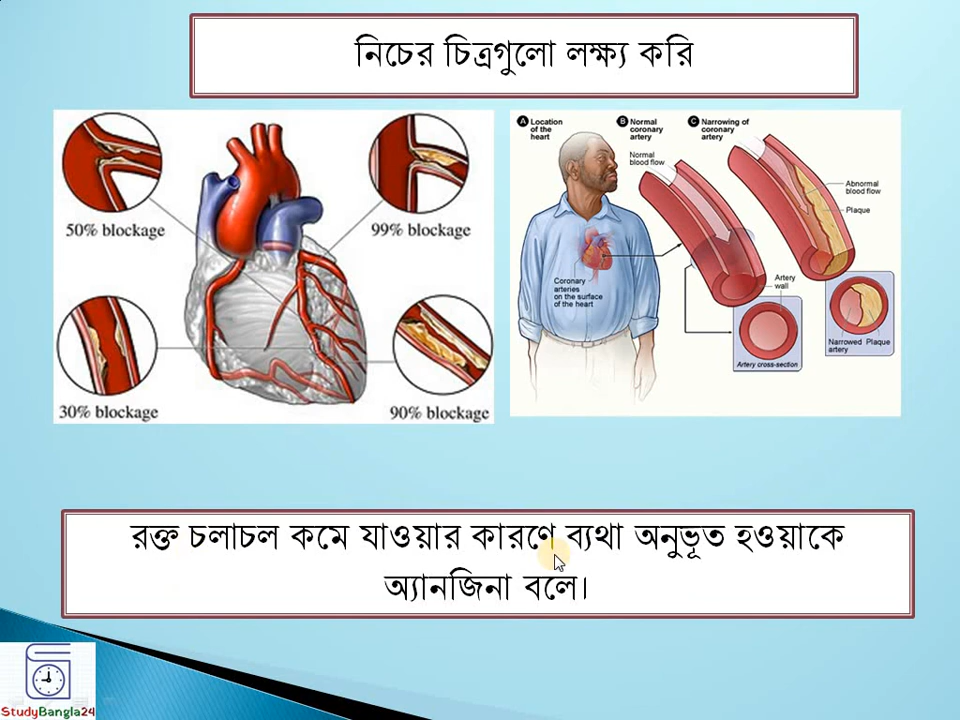 নিচের চিত্রগুলো লক্ষ্য করি
50% blockage
99% blockage
30% blockage
90% blockage
A Location
of the
heart
B Normal
coronary
artery
C Narrowing of
coronary
artery
Normal
blood flow
Abnormal
blood flow
Plaque
Coronary
arteries
on the surface
of the heart
Artery
wall
Artery cross-section
Narrowed Plaque
artery
রক্ত চলাচল কমে যাওয়ার কারণে ব্যথা অনুভূত হওয়াকে
অ্যানজিনা বলে।
StudyBangla24